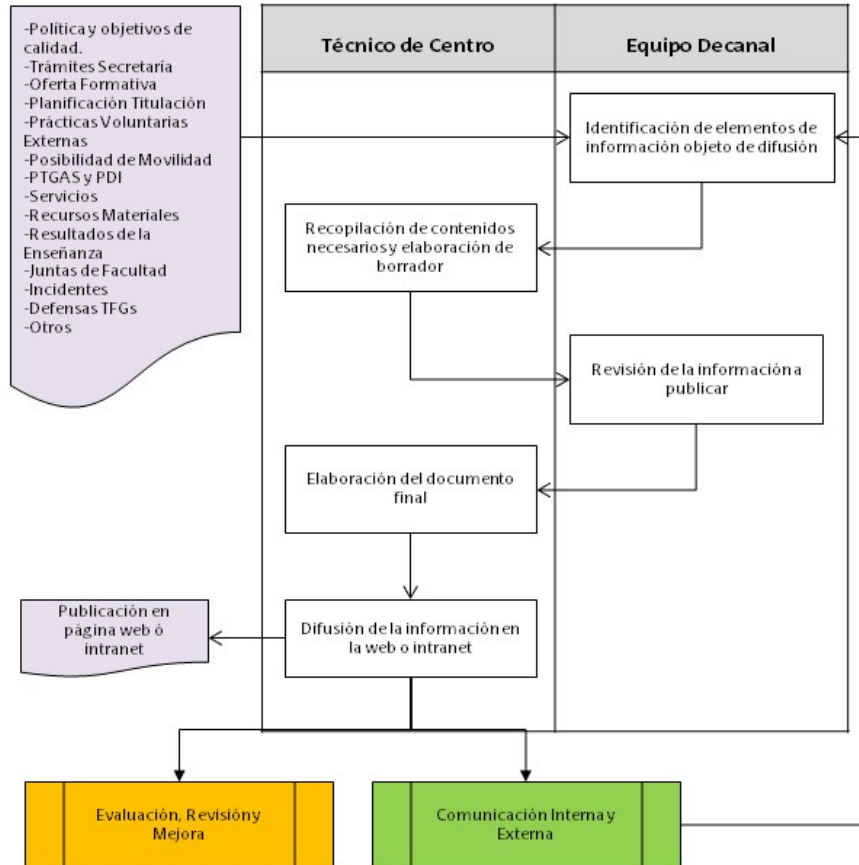 -Política y objetivos de
calidad.
-Trámites Secretaría
-Oferta Formativa
-Planificación Titulación
-Prácticas Voluntarias
Externas
-Posibilidad de Movilidad
-PTGAS y PDI
-Servicios
-Recursos Materiales
-Resultados de la
Enseñanza
-Juntas de Facultad
-Incidentes
-Defensas TFGs
-Otros
Técnico de Centro
Equipo Decanal
Identificación de elementos de
información objeto de difusión
Recopilación de contenidos
necesarios y elaboración de
borrador
Revisión de la información a
publicar
Elaboración del documento
final
Publicación en
página web ó
intranet
Difusión de la información en
la web o intranet
Evaluación, Revisión y
Mejora
Comunicación Interna y
Externa